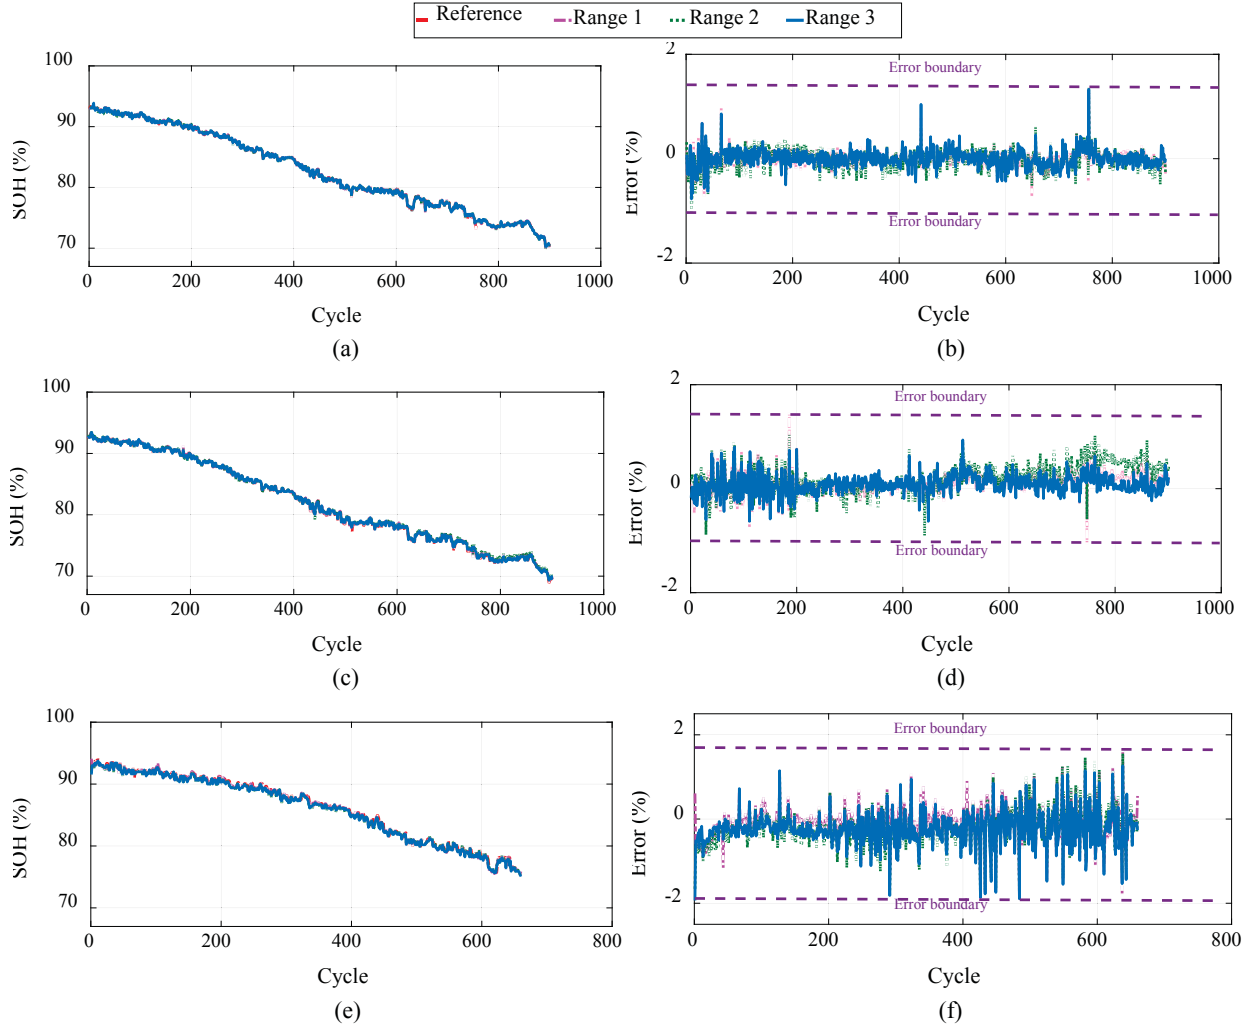 Reference Range 1 Range 2 Range 3
100
90
80
70
SOH (%)
0 200 400 600 800 1000
Cycle
(a)
2
0
-2
Error (%)
Error boundary
Error boundary
0 200 400 600 800 1000
Cycle
(b)
100
90
80
70
SOH (%)
0 200 400 600 800 1000
Cycle
(c)
2
0
-2
Error (%)
Error boundary
Error boundary
0 200 400 600 800 1000
Cycle
(d)
100
90
80
70
SOH (%)
0 200 400 600 800
Cycle
(e)
2
0
-2
Error (%)
Error boundary
Error boundary
0 200 400 600 800
Cycle
(f)